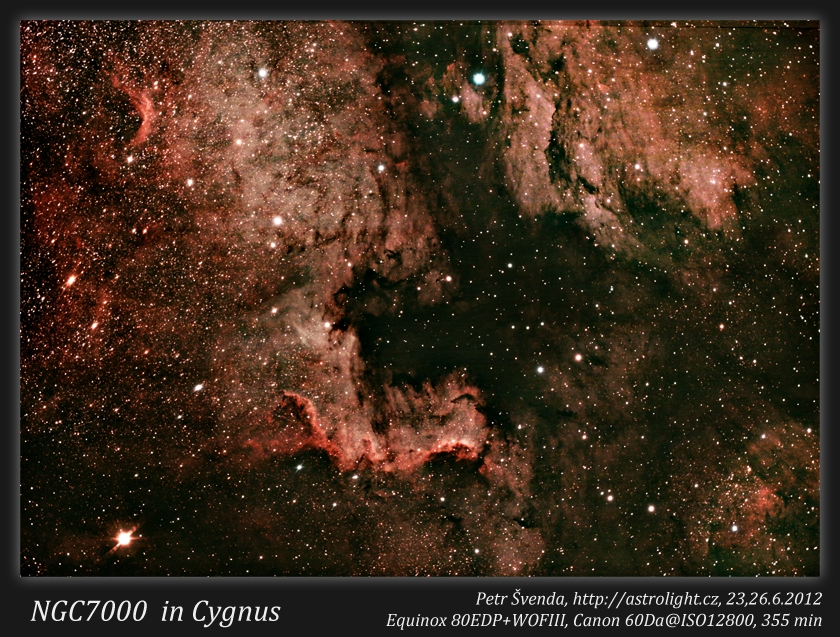 NGC7000 in Cygnus
Petr Švenda, http://astrolight.cz, 23,26.6.2012
Equinox 80EDP+WOFIII, Canon 60Da@ISO12800, 355 min